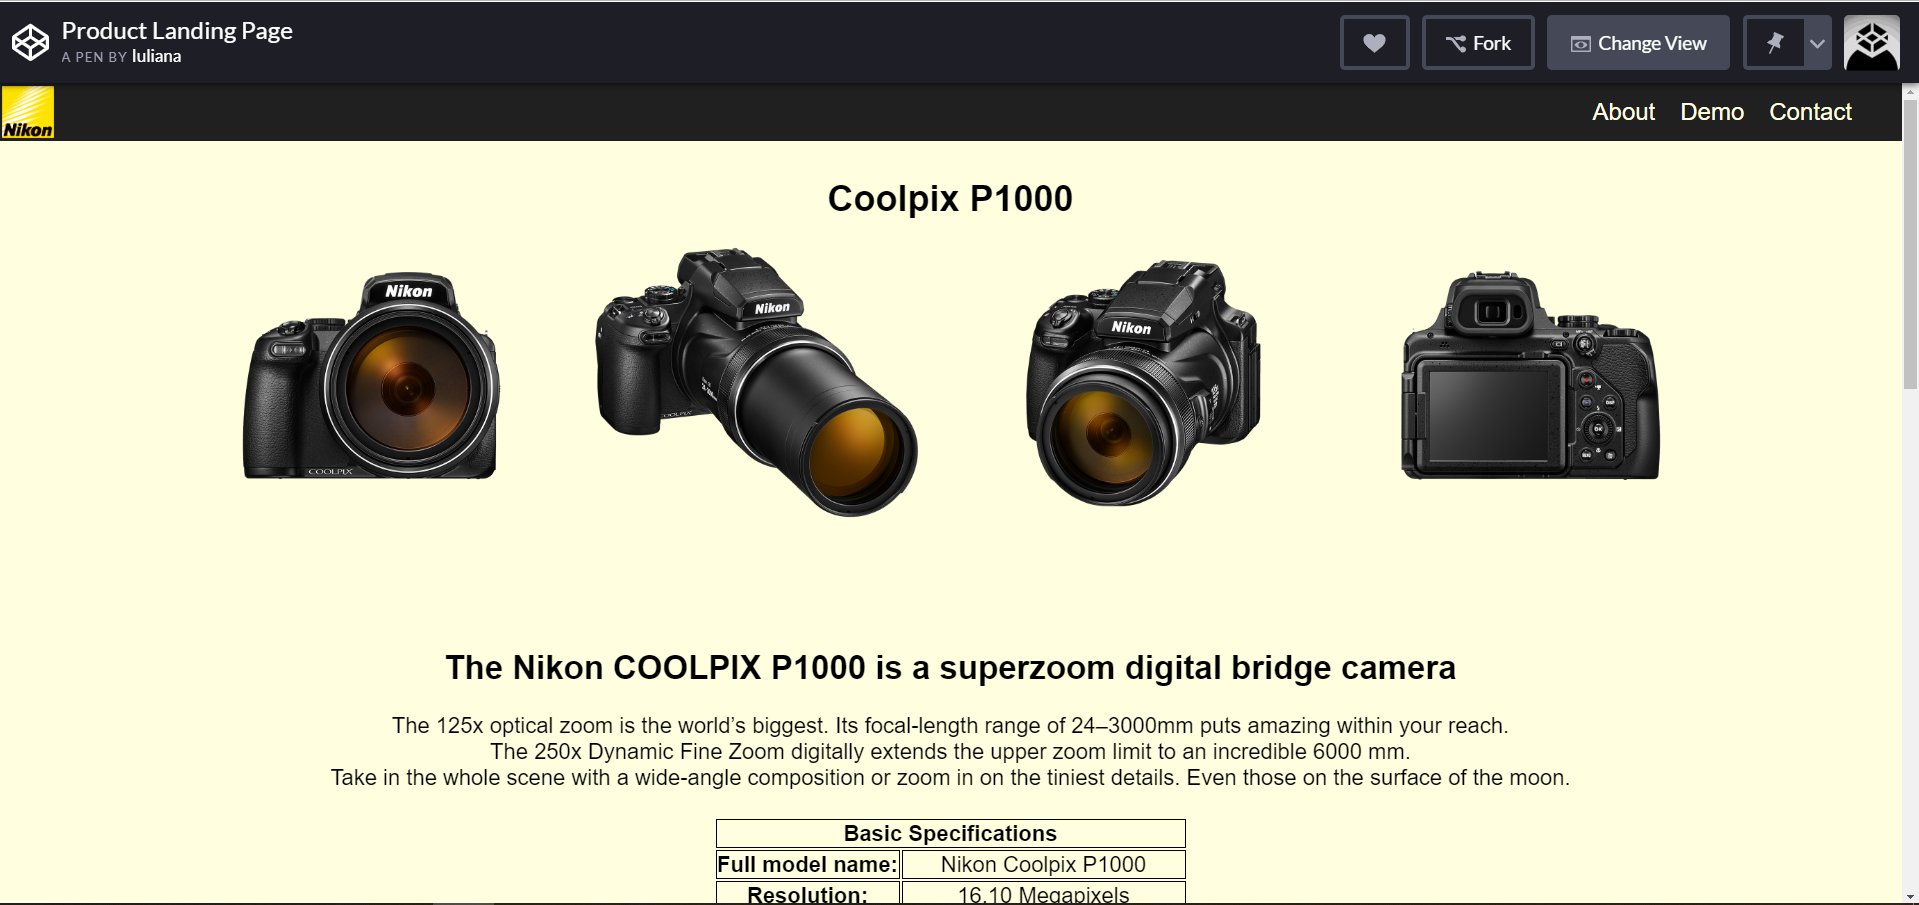 Product Landing Page
A PEN BY Iuliana
Fork
Change View
Nikon
About Demo Contact
Coolpix P1000
Nikon
COOLPIX
Nikon
COOLPIX
Nikon
OK
The Nikon COOLPIX P1000 is a superzoom digital bridge camera
The 125x optical zoom is the world’s biggest. Its focal-length range of 24–3000mm puts amazing within your reach.
The 250x Dynamic Fine Zoom digitally extends the upper zoom limit to an incredible 6000 mm.
Take in the whole scene with a wide-angle composition or zoom in on the tiniest details. Even those on the surface of the moon.
Basic Specifications
Full model name: Nikon Coolpix P1000
Resolution: 16.10 Megapixels